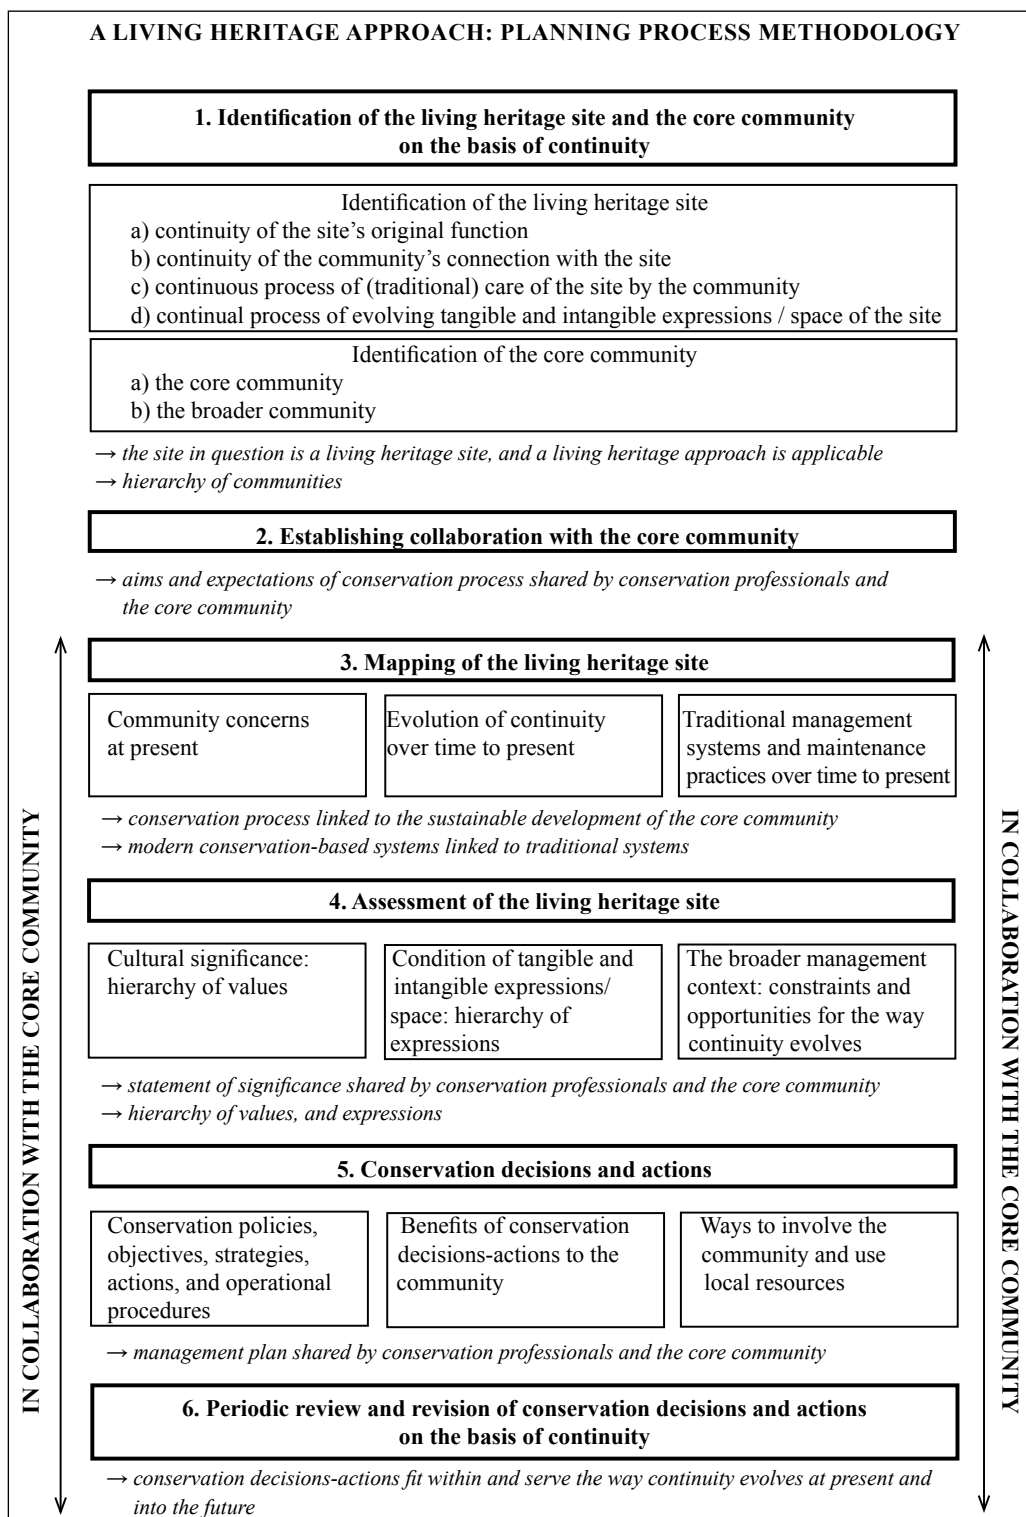 A LIVING HERITAGE APPROACH: PLANNING PROCESS METHODOLOGY
1. Identification of the living heritage site and the core community
on the basis of continuity
Identification of the living heritage site
a) continuity of the site’s original function
b) continuity of the community’s connection with the site
c) continuous process of (traditional) care of the site by the community
d) continual process of evolving tangible and intangible expressions / space of the site
Identification of the core community
a) the core community
b) the broader community
→ the site in question is a living heritage site, and a living heritage approach is applicable
→ hierarchy of communities
2. Establishing collaboration with the core community
→ aims and expectations of conservation process shared by conservation professionals and
the core community
IN COLLABORATION WITH THE CORE COMMUNITY
3. Mapping of the living heritage site
Community concerns
at present
Evolution of continuity
over time to present
Traditional management
systems and maintenance
practices over time to present
→ conservation process linked to the sustainable development of the core community
→ modern conservation-based systems linked to traditional systems
4. Assessment of the living heritage site
Cultural significance:
hierarchy of values
Condition of tangible and
intangible expressions/
space: hierarchy of
expressions
The broader management
context: constraints and
opportunities for the way
continuity evolves
→ statement of significance shared by conservation professionals and the core community
→ hierarchy of values, and expressions
5. Conservation decisions and actions
Conservation policies,
objectives, strategies,
actions, and operational
procedures
Benefits of conservation
decisions-actions to the
community
Ways to involve the
community and use
local resources
→ management plan shared by conservation professionals and the core community
6. Periodic review and revision of conservation decisions and actions
on the basis of continuity
→ conservation decisions-actions fit within and serve the way continuity evolves at present and
into the future
IN COLLABORATION WITH THE CORE COMMUNITY